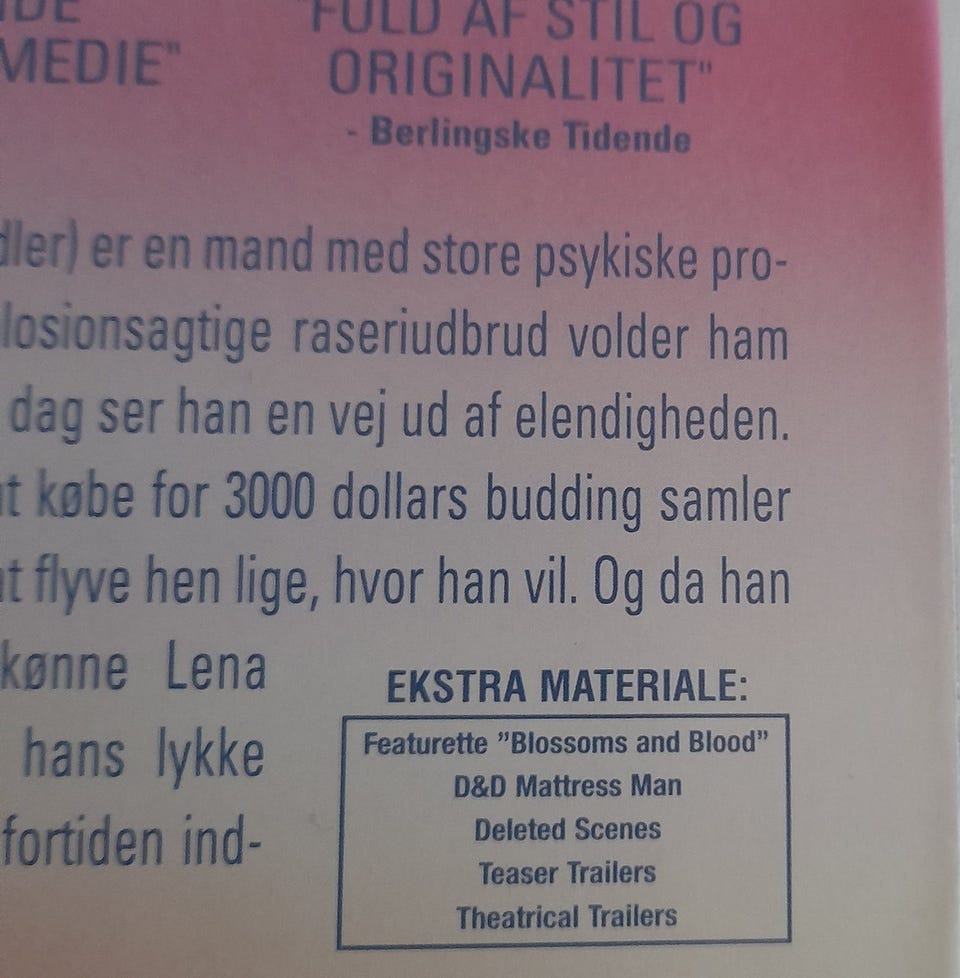 MEDIE"
"FULD AF STIL OG
ORIGINALITET"
- Berlingske Tidende
dler) er en mand med store psykiske pro-
losionsagtige raseriudbrud volder ham
dag ser han en vej ud af elendigheden.
at købe for 3000 dollars budding samler
at flyve hen lige, hvor han vil. Og da han
kønne Lena
hans lykke
fortiden ind-
EKSTRA MATERIALE:
Featurette ”Blossoms and Blood”
D&D Mattress Man
Deleted Scenes
Teaser Trailers
Theatrical Trailers